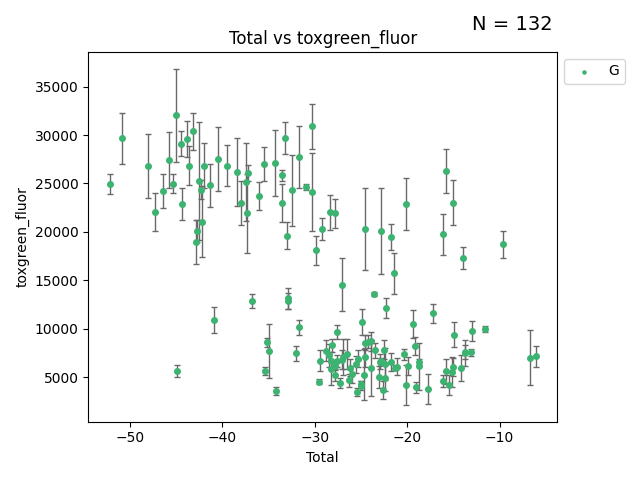 N = 132
Total vs toxgreen_fluor
G
35000
30000
25000
20000
15000
10000
5000
toxgreen_fluor
−50 −40 −30 −20 −10
Total